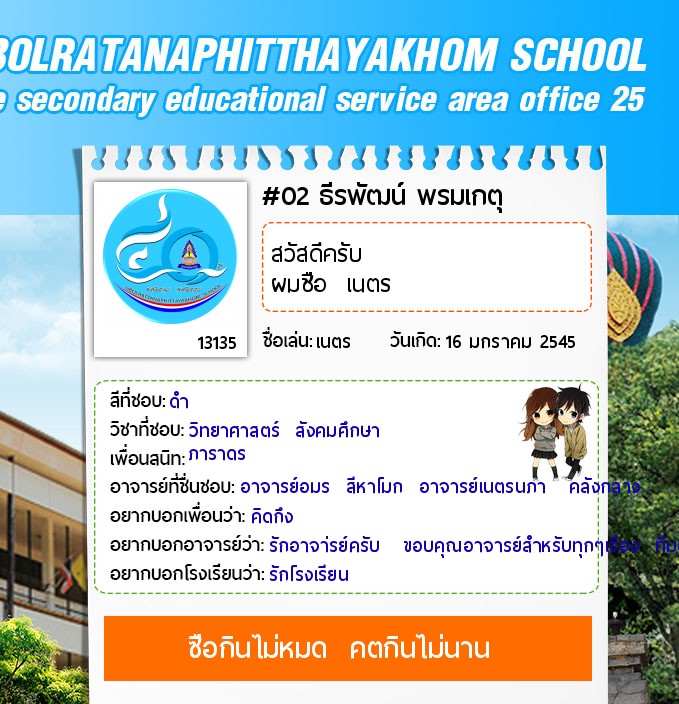 BOLRATANAPHITTHAYAKHOM SCHOOL
e secondary educational service area office 25
#02 ธีรพัฒน์ พรมเกตุ
สวัสดีครับ
ผมชื่อ เนตร
13135
ชื่อเล่น: เนตร วันเกิด: 16 มกราคม 2545
สีที่ชอบ: ดำ
วิชาที่ชอบ: วิทยาศาสตร์ สังคมศึกษา
เพื่อนสนิท: ภาราดร
อาจารย์ที่ชื่นชอบ: อาจารย์อมร สีหาโมก อาจารย์เนตรนภา คลังกลาง
อยากบอกเพื่อนว่า: คิดกึง
อยากบอกอาจารย์ว่า: รักอาจา่รย์ครับ ขอบคุณอาจารย์สำหรับทุกๆเรื่อง
อยากบอกโรงเรียนว่า: รักโรงเรียน
ซือกินไม่หมด คตกินไม่นาน